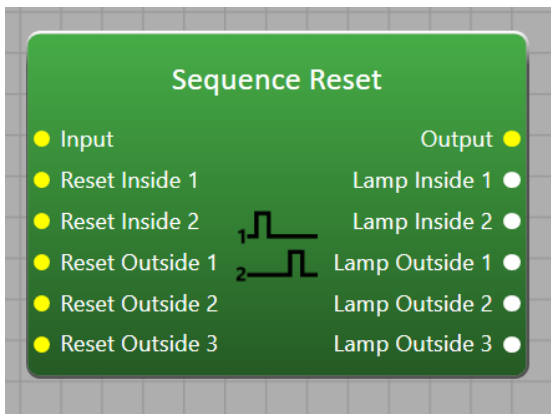 Sequence Reset
Input Output
Reset Inside 1 Lamp Inside 1
Reset Inside 2 Lamp Inside 2
1
Reset Outside 1 Lamp Outside 1
2
Reset Outside 2 Lamp Outside 2
Reset Outside 3 Lamp Outside 3